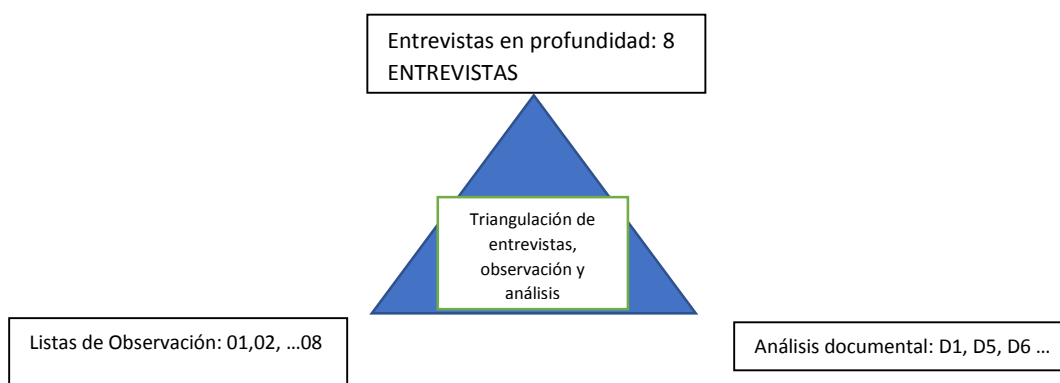 Entrevistas en profundidad: 8
ENTREVISTAS
Triangulación de
entrevistas,
observación y
análisis
Listas de Observación: 01,02, ...08
Análisis documental: D1, D5, D6 ...